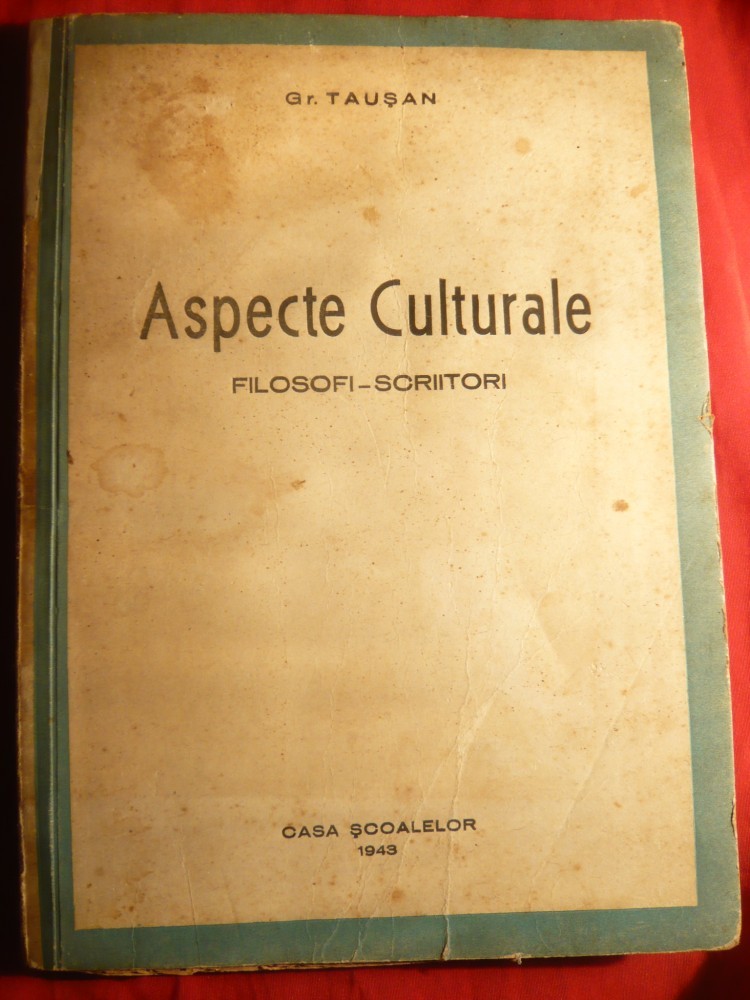 Gr. TAUŞAN
Aspecte Culturale
FILOSOFI-SCRIITORI
CASA ŞCOALELOR
1943